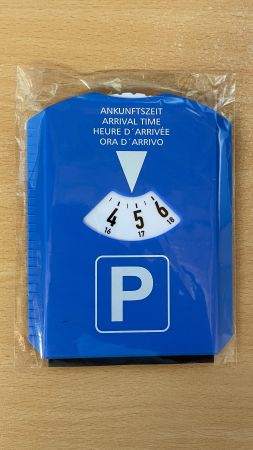 ANKUNFTSZEIT
ARRIVAL TIME
HEURE D´ARRIVÉE
ORA D´ARRIVO
4 5 6
16 17 18
P